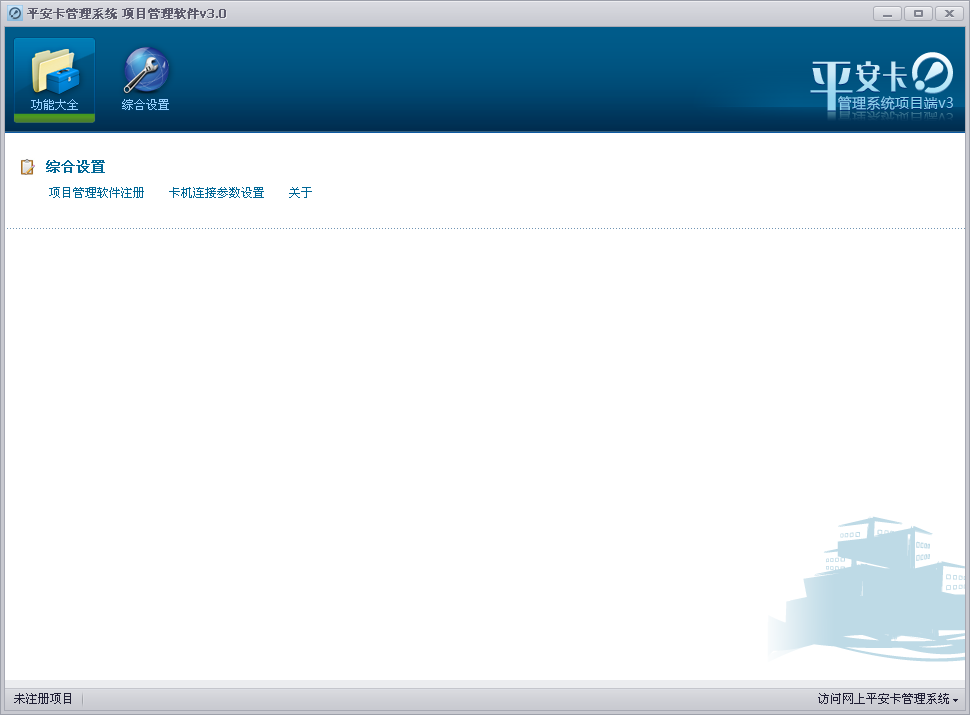 平安卡管理系统 项目管理软件v3.0
功能大全
综合设置
平安卡
管理系统项目端v3
综合设置
项目管理软件注册 卡机连接参数设置 关于
未注册项目
访问网上平安卡管理系统